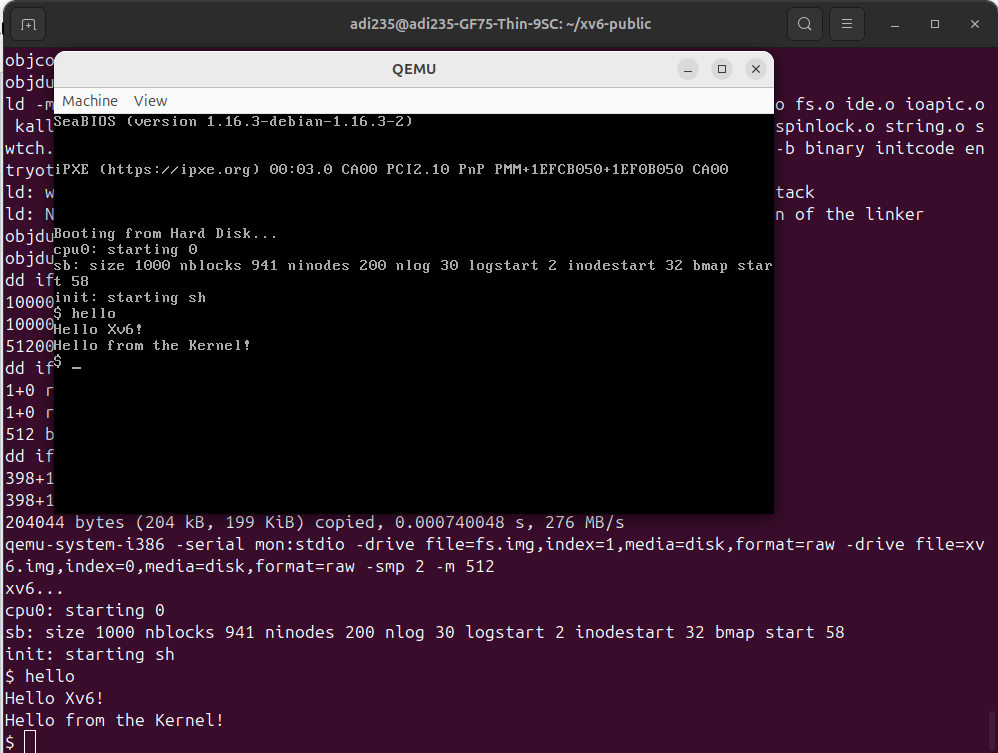 adi235@adi235-GF75-Thin-9SC: ~/xv6-public
objco
objdu
ld -m o fs.o ide.o ioapic.o
kall spinlock.o string.o s
wtch. -b binary initcode en
tryot
ld: w tack
ld: N n of the linker
objdu
objdu
dd if
10000
10000
51200
dd if
1+0 r
1+0 r
512 b
dd if
398+1
398+1
QEMU
Machine View
SeaBIOS (version 1.16.3-debian-1.16.3-2)
iPXE (https://ipxe.org) 00:03.0 CA00 PCI2.10 PnP PMM+1EFCB050+1EF0B050 CA00
Booting from Hard Disk...
cpu0: starting 0
sb: size 1000 nblocks 941 ninodes 200 nlog 30 logstart 2 inodestart 32 bmap star
t 58
init: starting sh
$ hello
Hello Xv6!
Hello from the Kernel!
$ _
204044 bytes (204 kB, 199 KiB) copied, 0.000740048 s, 276 MB/s
qemu-system-i386 -serial mon:stdio -drive file=fs.img,index=1,media=disk,format=raw -drive file=xv
6.img,index=0,media=disk,format=raw -smp 2 -m 512
xv6...
cpu0: starting 0
sb: size 1000 nblocks 941 ninodes 200 nlog 30 logstart 2 inodestart 32 bmap start 58
init: starting sh
$ hello
Hello Xv6!
Hello from the Kernel!
$